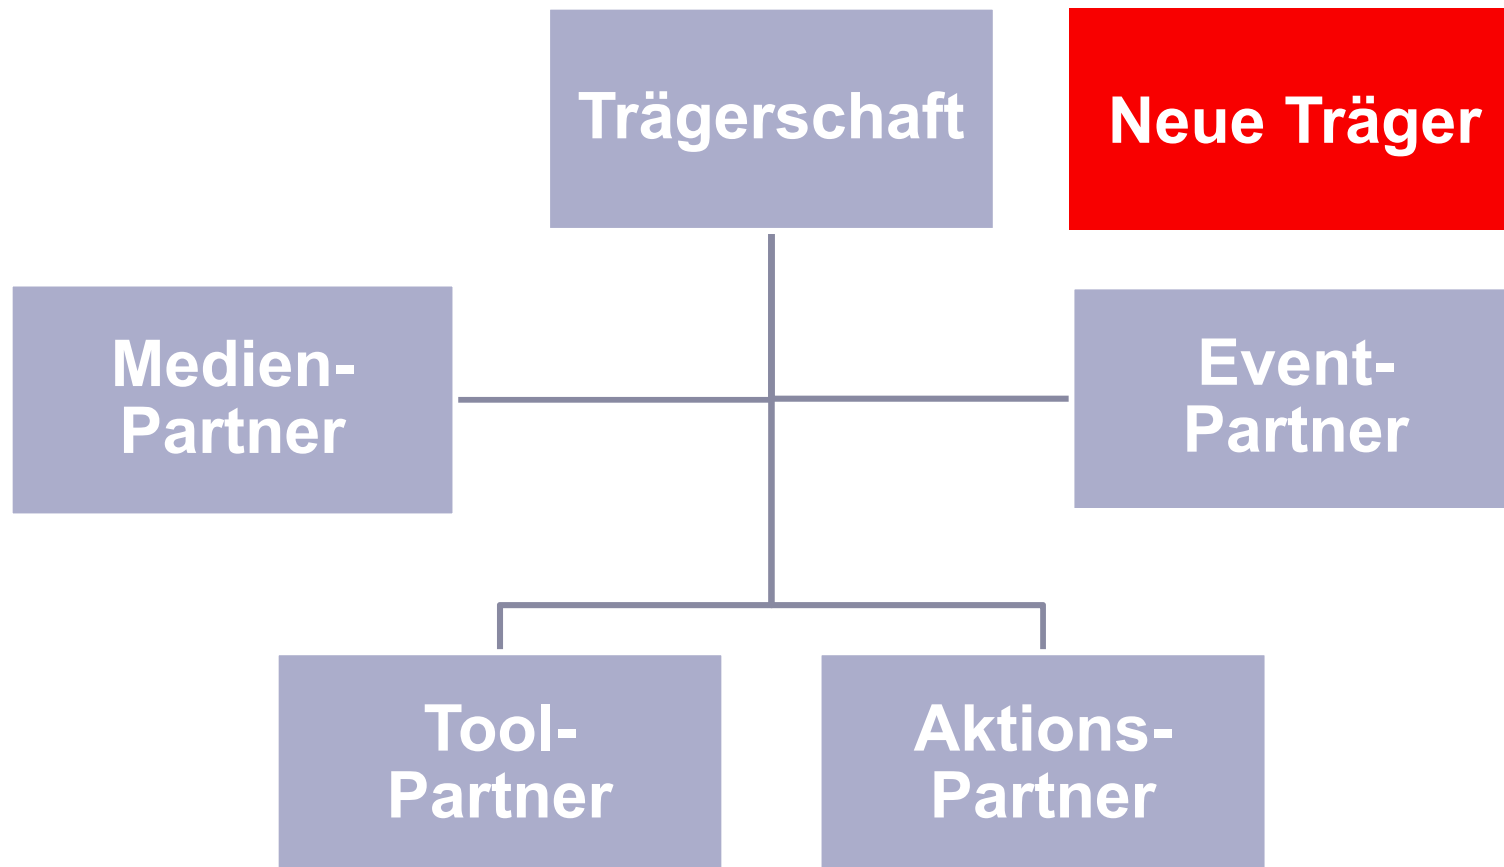 Trägerschaft
Neue Träger
Medien-
Partner
Event-
Partner
Tool-
Partner
Aktions-
Partner